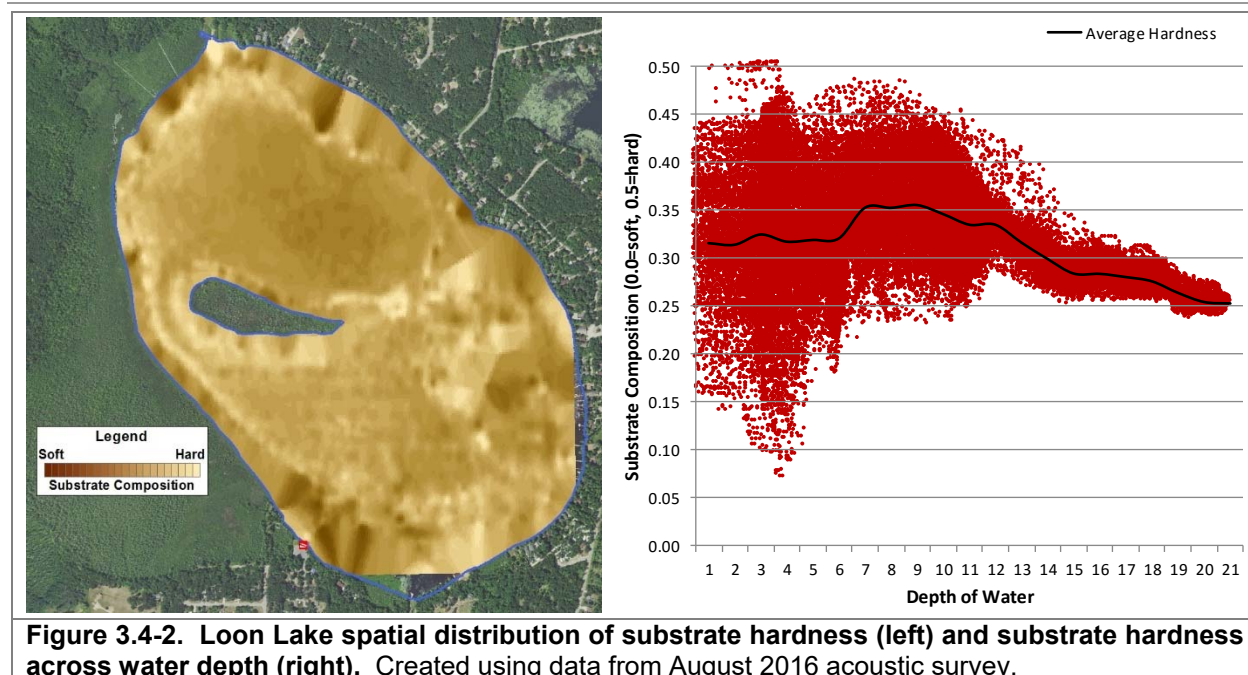 Legend
Soft Hard
Substrate Composition
Average Hardness
Substrate Composition (0.0=soft, 0.5=hard)
0.50
0.45
0.40
0.35
0.30
0.25
0.20
0.15
0.10
0.05
0.00
1 2 3 4 5 6 7 8 9 10 11 12 13 14 15 16 17 18 19 20 21
Depth of Water
Figure 3.4-2. Loon Lake spatial distribution of substrate hardness (left) and substrate hardness
across water depth (right). Created using data from August 2016 acoustic survey.